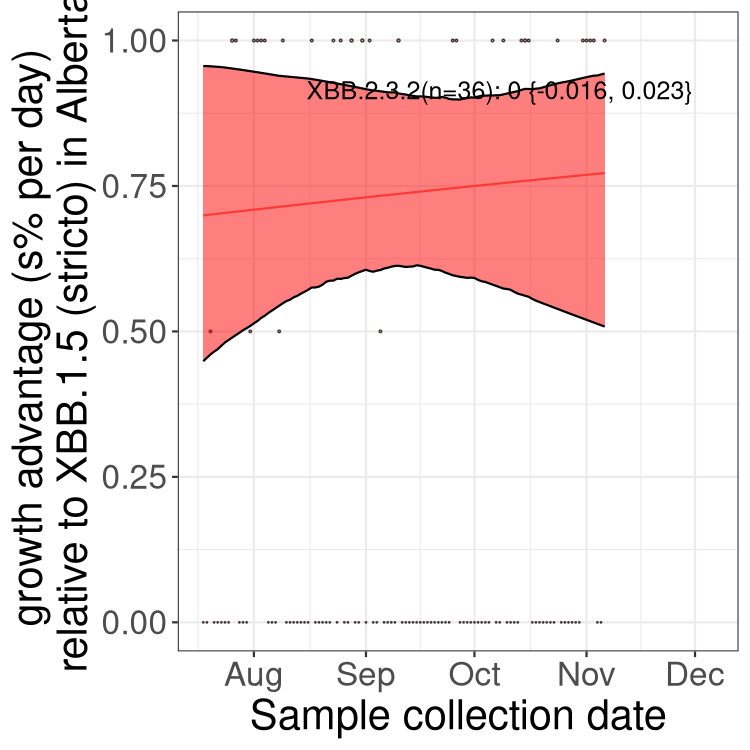 growth advantage (s% per day)
relative to XBB.1.5 (stricto) in Alberta
1.00
0.75
0.50
0.25
0.00
XBB.2.3.2(n=36): 0 {-0.016, 0.023}
Aug Sep Oct Nov Dec
Sample collection date